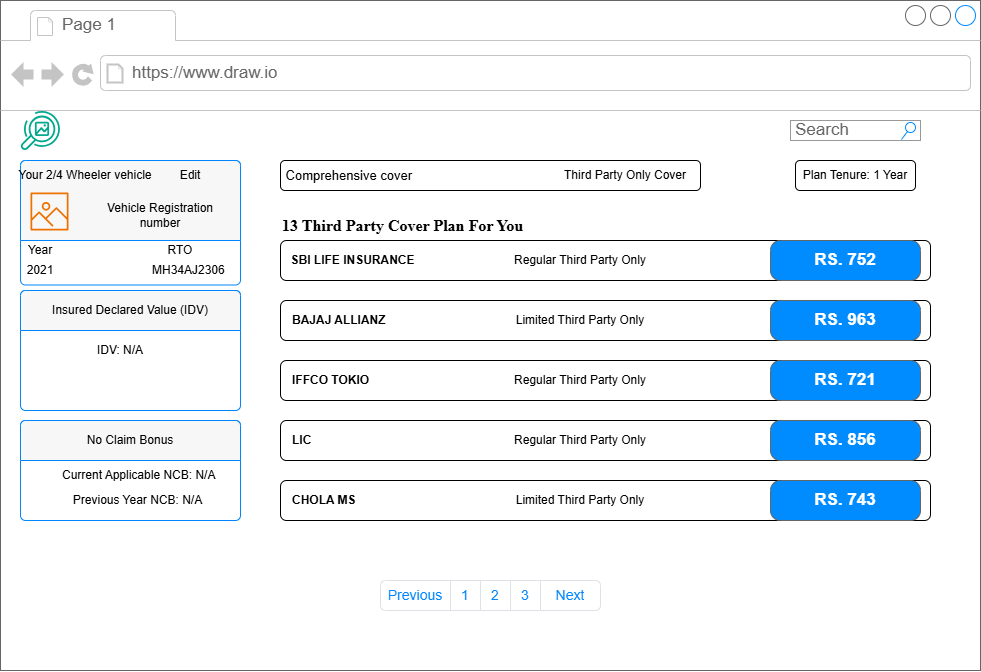 Page 1
https://www.draw.io
Search
Your 2/4 Wheeler vehicle Edit
Vehicle Registration
number
Year RTO
2021 MH34AJ2306
Insured Declared Value (IDV)
IDV: N/A
No Claim Bonus
Current Applicable NCB: N/A
Previous Year NCB: N/A
Comprehensive cover Third Party Only Cover
Plan Tenure: 1 Year
13 Third Party Cover Plan For You
SBI LIFE INSURANCE Regular Third Party Only RS. 752
BAJAJ ALLIANZ Limited Third Party Only RS. 963
IFFCO TOKIO Regular Third Party Only RS. 721
LIC Regular Third Party Only RS. 856
CHOLA MS Limited Third Party Only RS. 743
Previous 1 2 3 Next